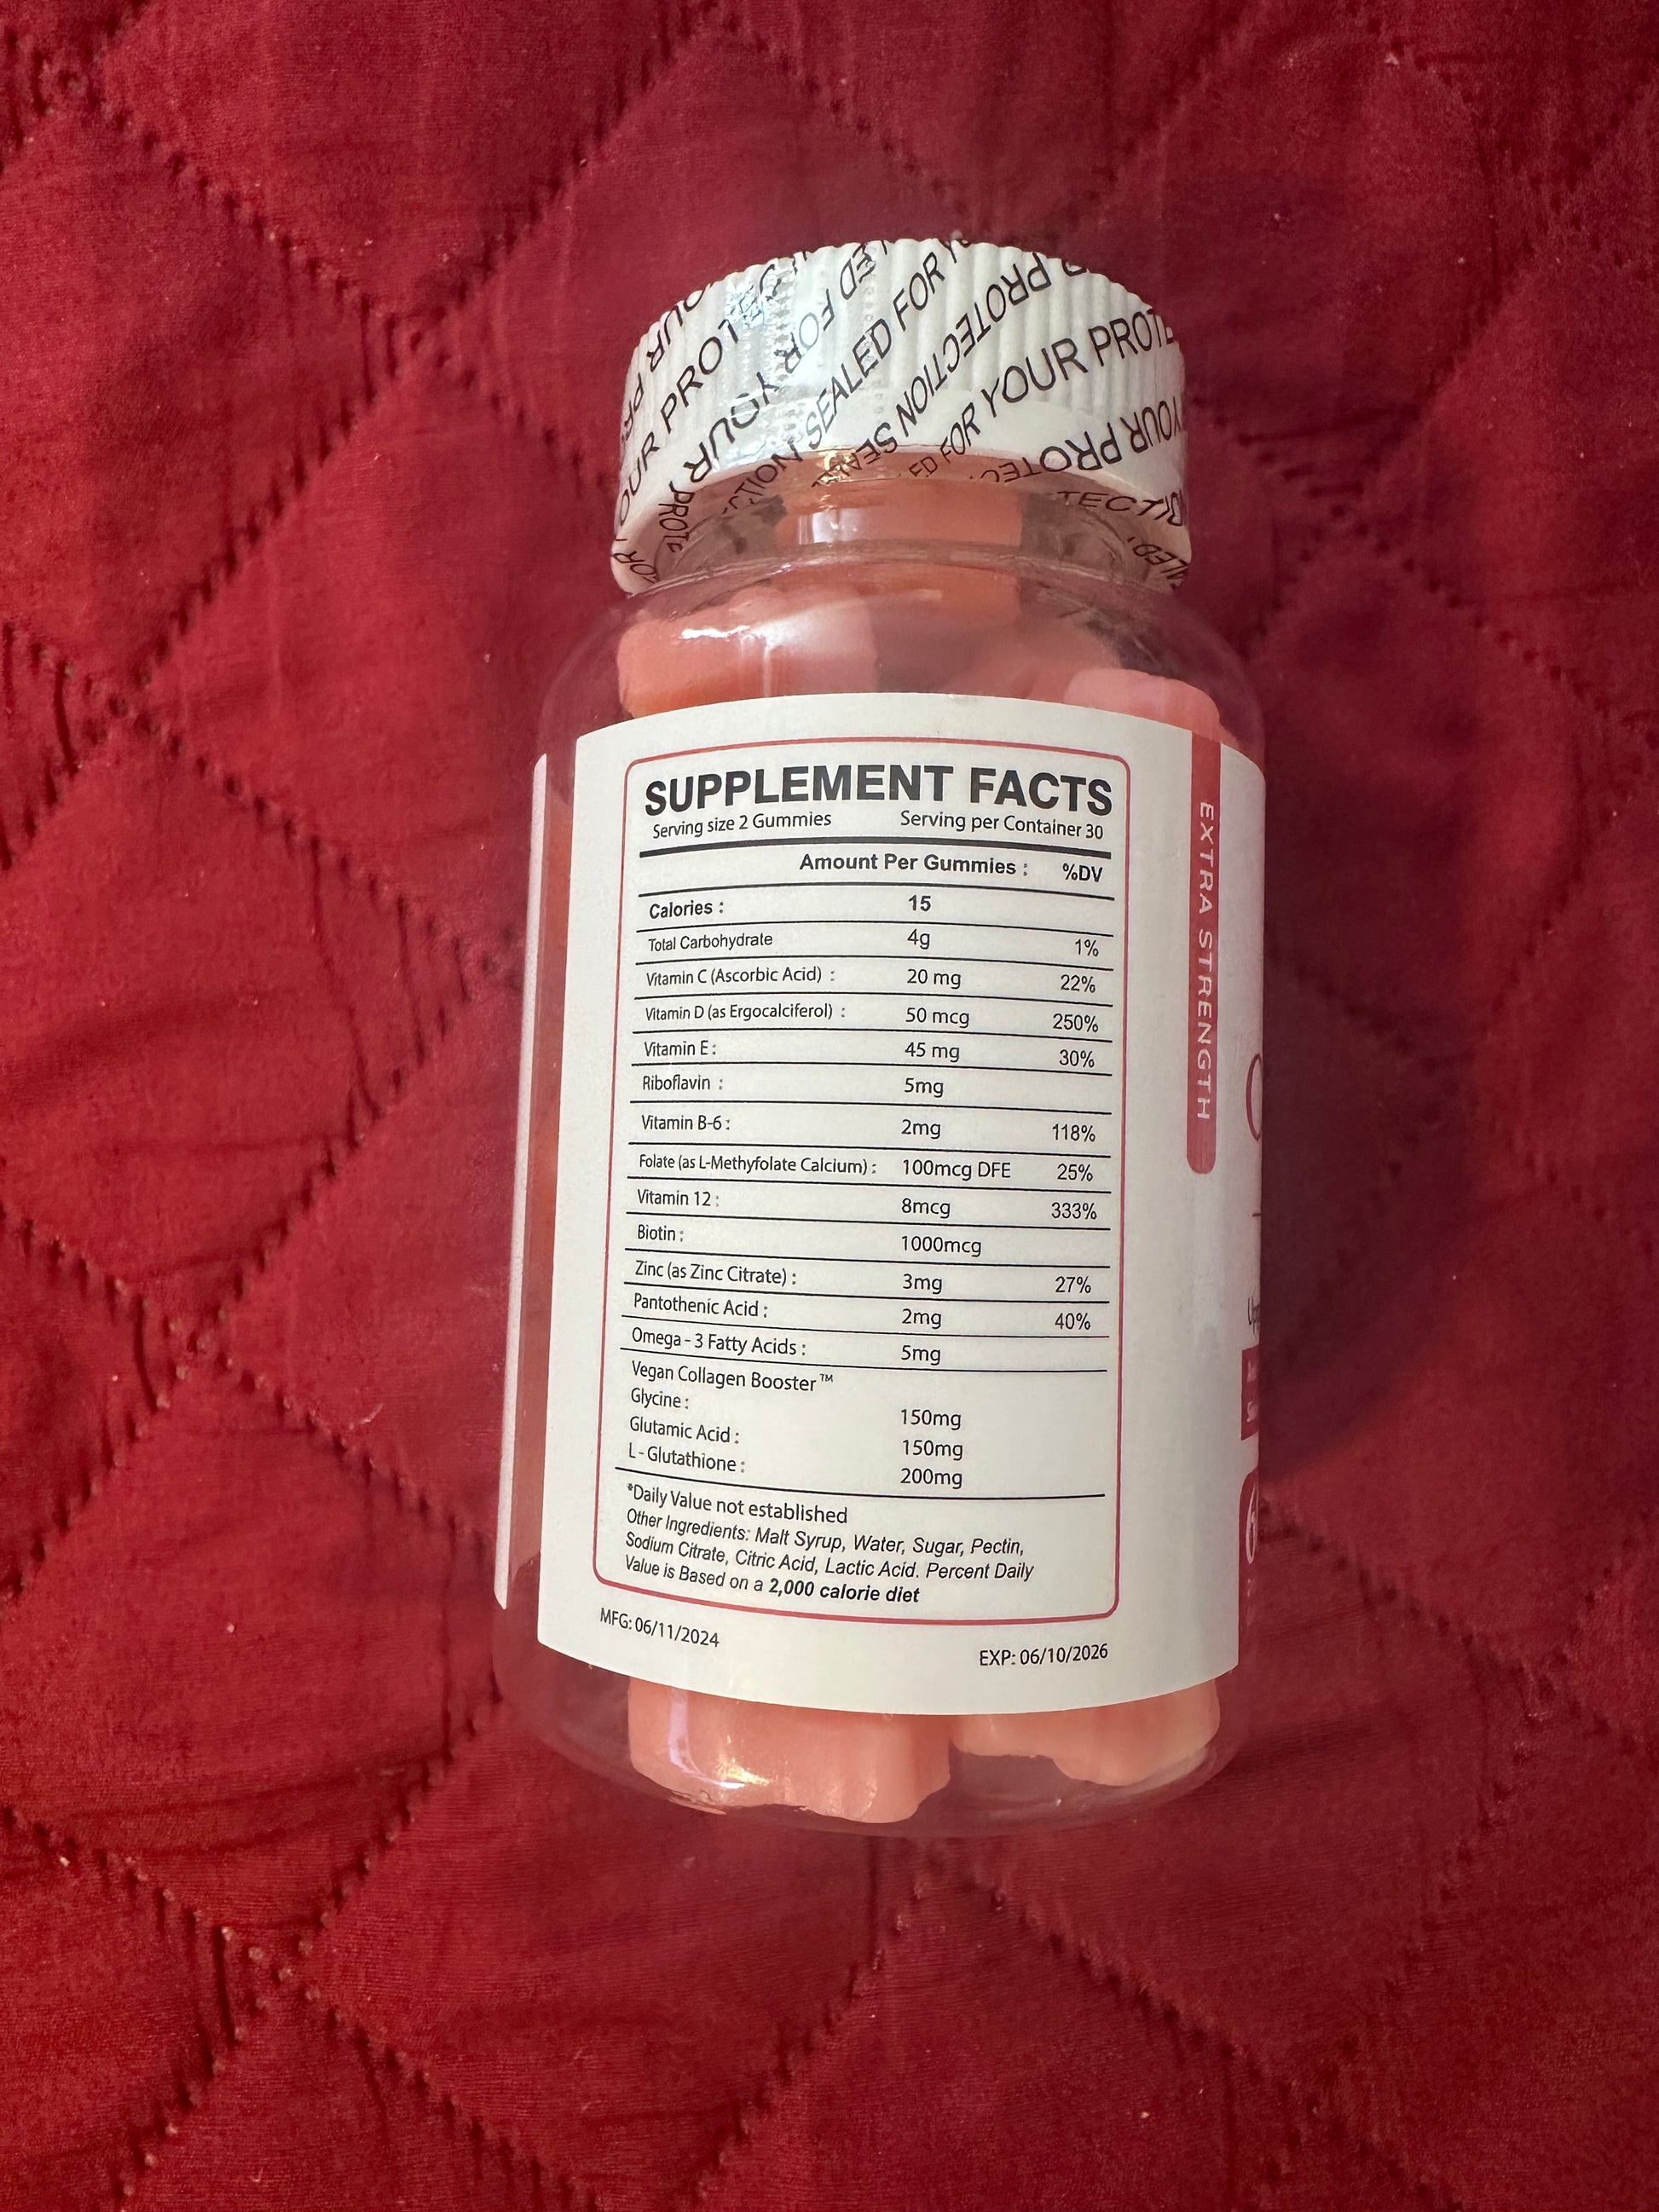 SEALED FOR
YOUR PROTE
SUPPLEMENT FACTS
Serving size 2 Gummies Serving per Container 30
Amount Per Gummies : %DV
Calories : 15
Total Carbohydrate 4g 1%
Vitamin C (Ascorbic Acid) : 20 mg 22%
Vitamin D (as Ergocalciferol) : 50 mcg 250%
Vitamin E : 45 mg 30%
Riboflavin : 5mg
Vitamin B-6 : 2mg 118%
Folate (as L-Methyfolate Calcium) : 100mcg DFE 25%
Vitamin 12 : 8mcg 333%
Biotin : 1000mcg
Zinc (as Zinc Citrate) : 3mg 27%
Pantothenic Acid : 2mg 40%
Omega - 3 Fatty Acids : 5mg
Vegan Collagen Booster™
Glycine : 150mg
Glutamic Acid : 150mg
L - Glutathione : 200mg
*Daily Value not established
Other Ingredients: Malt Syrup, Water, Sugar, Pectin,
Sodium Citrate, Citric Acid, Lactic Acid. Percent Daily
Value is Based on a 2,000 calorie diet
MFG: 06/11/2024 EXP: 06/10/2026
EXTRA STRENGTH